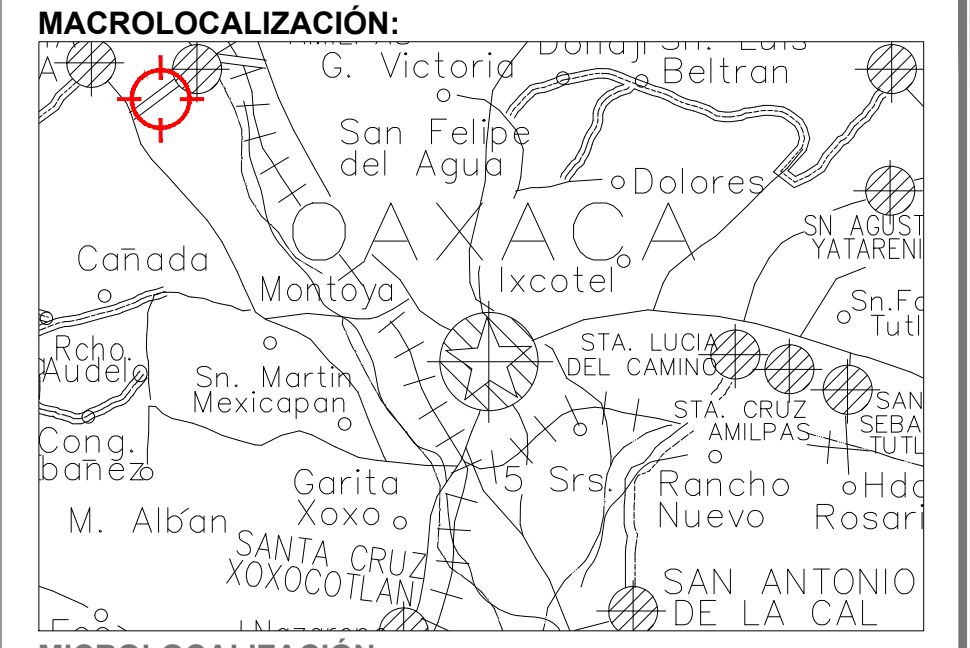 MACROLOCALIZACIÓN:
G. Victoria
Beltran
San Felipe
del Agua
Dolores
OAXACA
SN AGUST
YATARENI
Cañada
Montoya
Ixcotel
Sn.Fc
Tutl
Rcho.
Audelo
STA. LUCIA
DEL CAMINO
Sn. Martin
Mexicapan
STA. CRUZ
AMILPAS
SAN
SEBA
TUTL
Cong.
bañez
Garita
Xoxo
5 Srs.
Rancho
Nuevo
Hdc
Rosari
M. Albán
SANTA CRUZ
XOXOCOTLAN
SAN ANTONIO
DE LA CAL